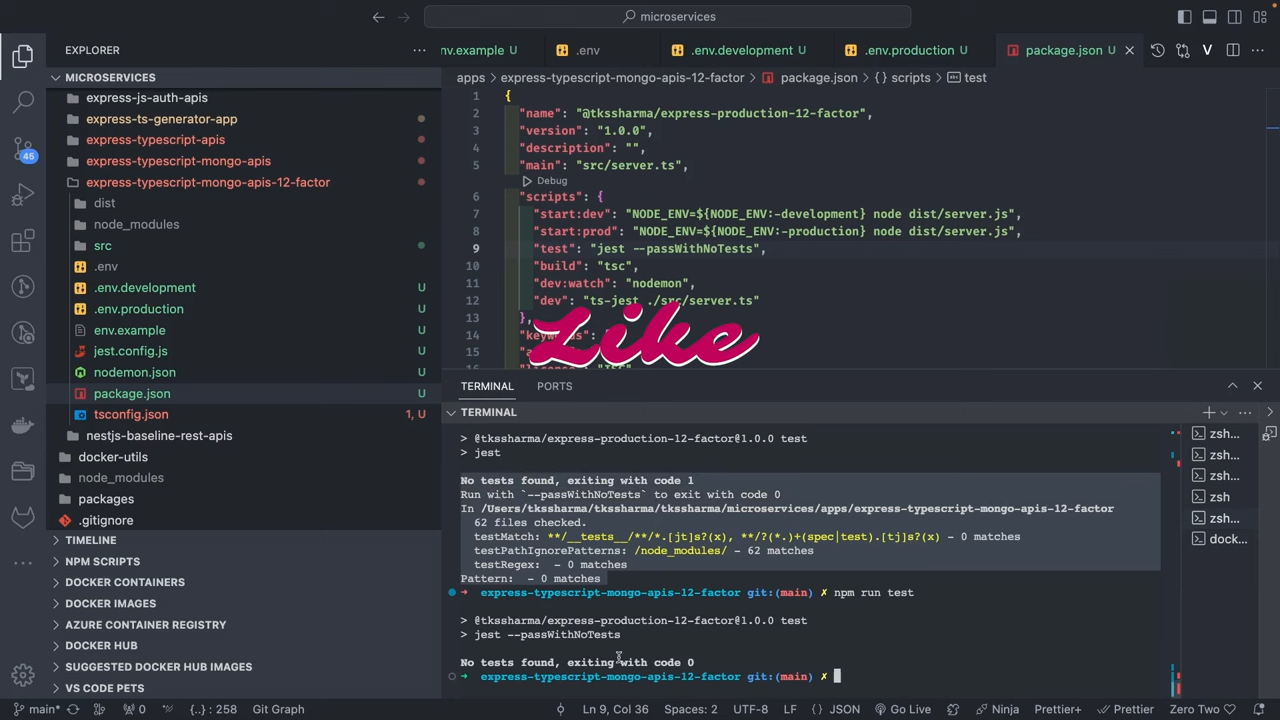 microservices
EXPLORER
nv.example U
.env
.env.development U
.env.production U
package.json U
MICROSERVICES
apps > express-typescript-mongo-apis-12-factor > package.json > {} scripts > test
express-js-auth-apis
express-ts-generator-app
express-typescript-apis
express-typescript-mongo-apis
express-typescript-mongo-apis-12-factor
dist
node_modules
src
.env
.env.development U
.env.production U
env.example U
jest.config.js U
nodemon.json U
package.json U
tsconfig.json 1, U
nestjs-baseline-rest-apis
docker-utils
node_modules
packages
.gitignore
TIMELINE
SCRIPTS
DOCKER CONTAINERS
DOCKER IMAGES
AZURE CONTAINER REGISTRY
DOCKER HUB
SUGGESTED DOCKER HUB IMAGES
VS CODE PETS
45
1 {
2 "name": "@tkssharma/express-production-12-factor",
3 "version": "1.0.0",
4 "description": "",
5 "main": "src/server.ts",
Debug
6 "scripts": {
7 "start:dev": "NODE_ENV=${NODE_ENV:-development} node dist/server.js",
8 "start:prod": "NODE_ENV=${NODE_ENV:-production} node dist/server.js",
9 "test": "jest --passWithNoTests",
10 "build": "tsc",
11 "dev:watch": "nodemon",
12 "dev": "ts-jest ./src/server.ts"
13 },
14
15
16
Like
TERMINAL PORTS
TERMINAL
> @tkssharma/express-production-12-factor@1.0.0 test
> jest
No tests found, exiting with code 1
Run with `--passWithNoTests` to exit with code 0
In /Users/tkssharma/tkssharma/microservices/apps/express-typescript-mongo-apis-12-factor
62 files checked.
testMatch: **/__tests__/**/*.[jt]s?(x), **/?(*.)+(spec|test).[tj]s?(x) - 0 matches
testPathIgnorePatterns: /node_modules/ - 62 matches
testRegex:  - 0 matches
Pattern:  - 0 matches
➜ express-typescript-mongo-apis-12-factor git:(main) ✗ npm run test
> @tkssharma/express-production-12-factor@1.0.0 test
> jest --passWithNoTests
No tests found, exiting with code 0
➜ express-typescript-mongo-apis-12-factor git:(main) ✗
zsh...
zsh...
zsh...
zsh
zsh...
dock...
main* 0 {..} : 258 Git Graph Ln 9, Col 36 Spaces: 2 UTF-8 LF {} JSON Go Live Ninja Prettier+ Prettier Zero Two